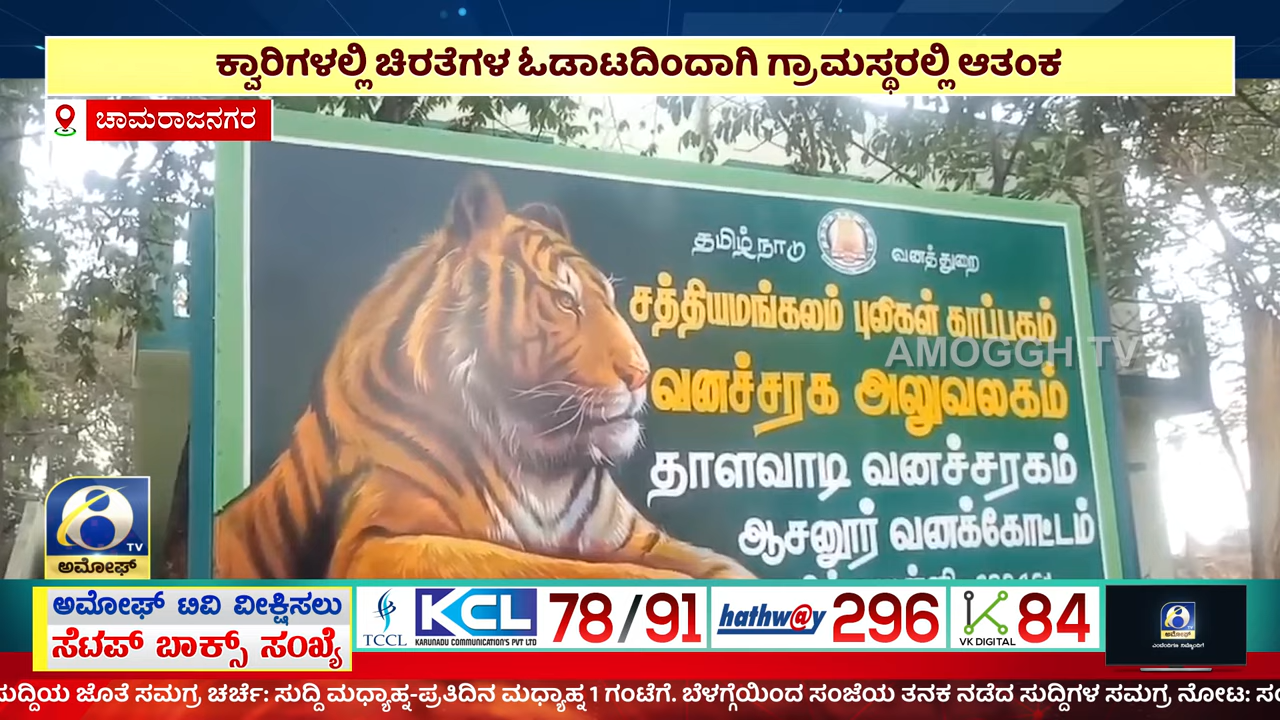 ಕ್ವಾರಿಗಳಲ್ಲಿ ಚಿರತೆಗಳ ಓಡಾಟದಿಂದಾಗಿ ಗ್ರಾಮಸ್ಥರಲ್ಲಿ ಆತಂಕ
ಚಾಮರಾಜನಗರ
தமிழ்நாடு வனத்துறை
சத்தியமங்கலம் புலிகள் காப்பகம்
AMOGGH TV
வனச்சரக அலுவலகம்
தாளவாடி வனச்சரகம்
ஆசனூர் வனக்கோட்டம்
TV
ಅಮೋಘ್
ಅಮೋಘ್ ಟಿವಿ ವೀಕ್ಷಿಸಲು
ಸೆಟಪ್ ಬಾಕ್ಸ್ ಸಂಖ್ಯೆ
TCCL KCL 78/91
KARUNADU COMMUNICATION'S PVT LTD
hathw@y 296
VK DIGITAL 84
ಅಮೋಘ್
ಸುದ್ದಿಯ ಜೊತೆ ಸಮಗ್ರ ಚರ್ಚೆ: ಸುದ್ದಿ ಮಧ್ಯಾಹ್ನ-ಪ್ರತಿದಿನ ಮಧ್ಯಾಹ್ನ 1 ಗಂಟೆಗೆ. ಬೆಳಗ್ಗೆಯಿಂದ ಸಂಜೆಯ ತನಕ ನಡೆದ ಸುದ್ದಿಗಳ ಸಮಗ್ರ ನೋಟ: